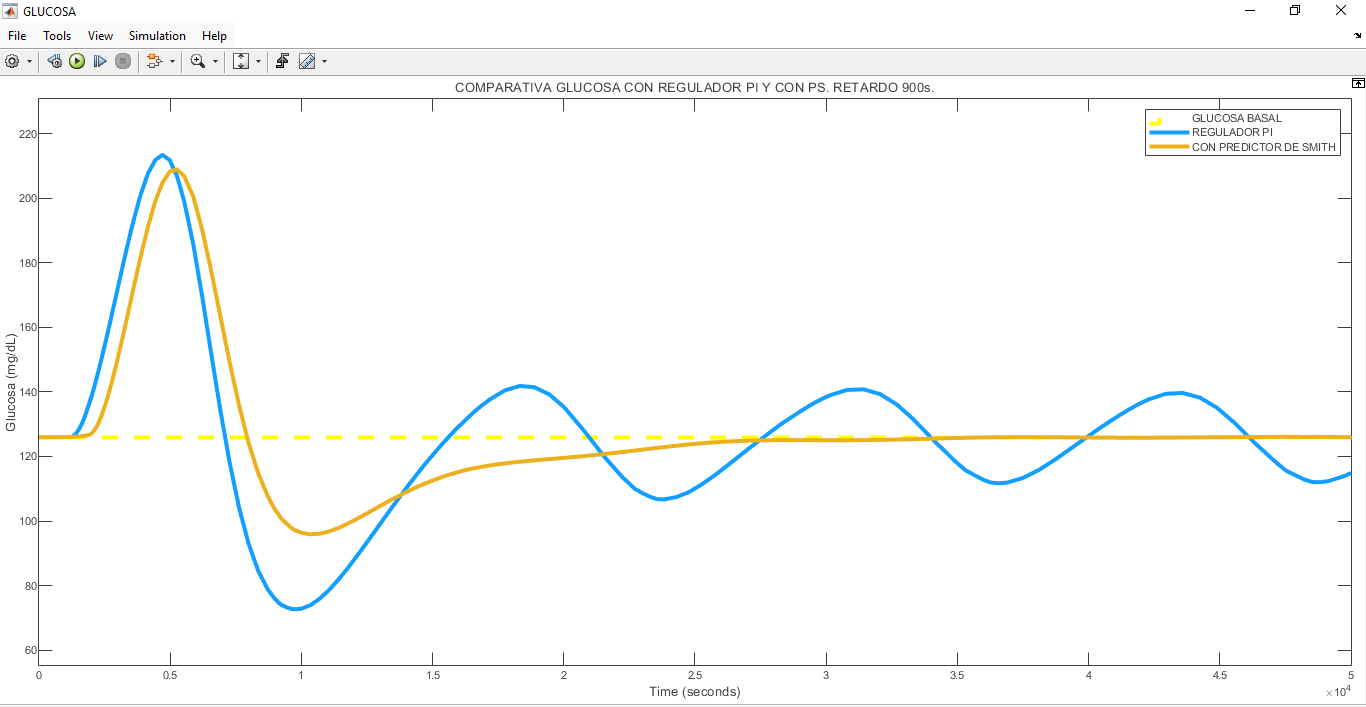 GLUCOSA
File Tools View Simulation Help
COMPARATIVA GLUCOSA CON REGULADOR PI Y CON PS. RETARDO 900s.
GLUCOSA BASAL
REGULADOR PI
CON PREDICTOR DE SMITH
Glucosa (mg/dL)
220
200
180
160
140
120
100
80
60
0 0.5 1 1.5 2 2.5 3 3.5 4 4.5 5
Time (seconds)
×10⁴